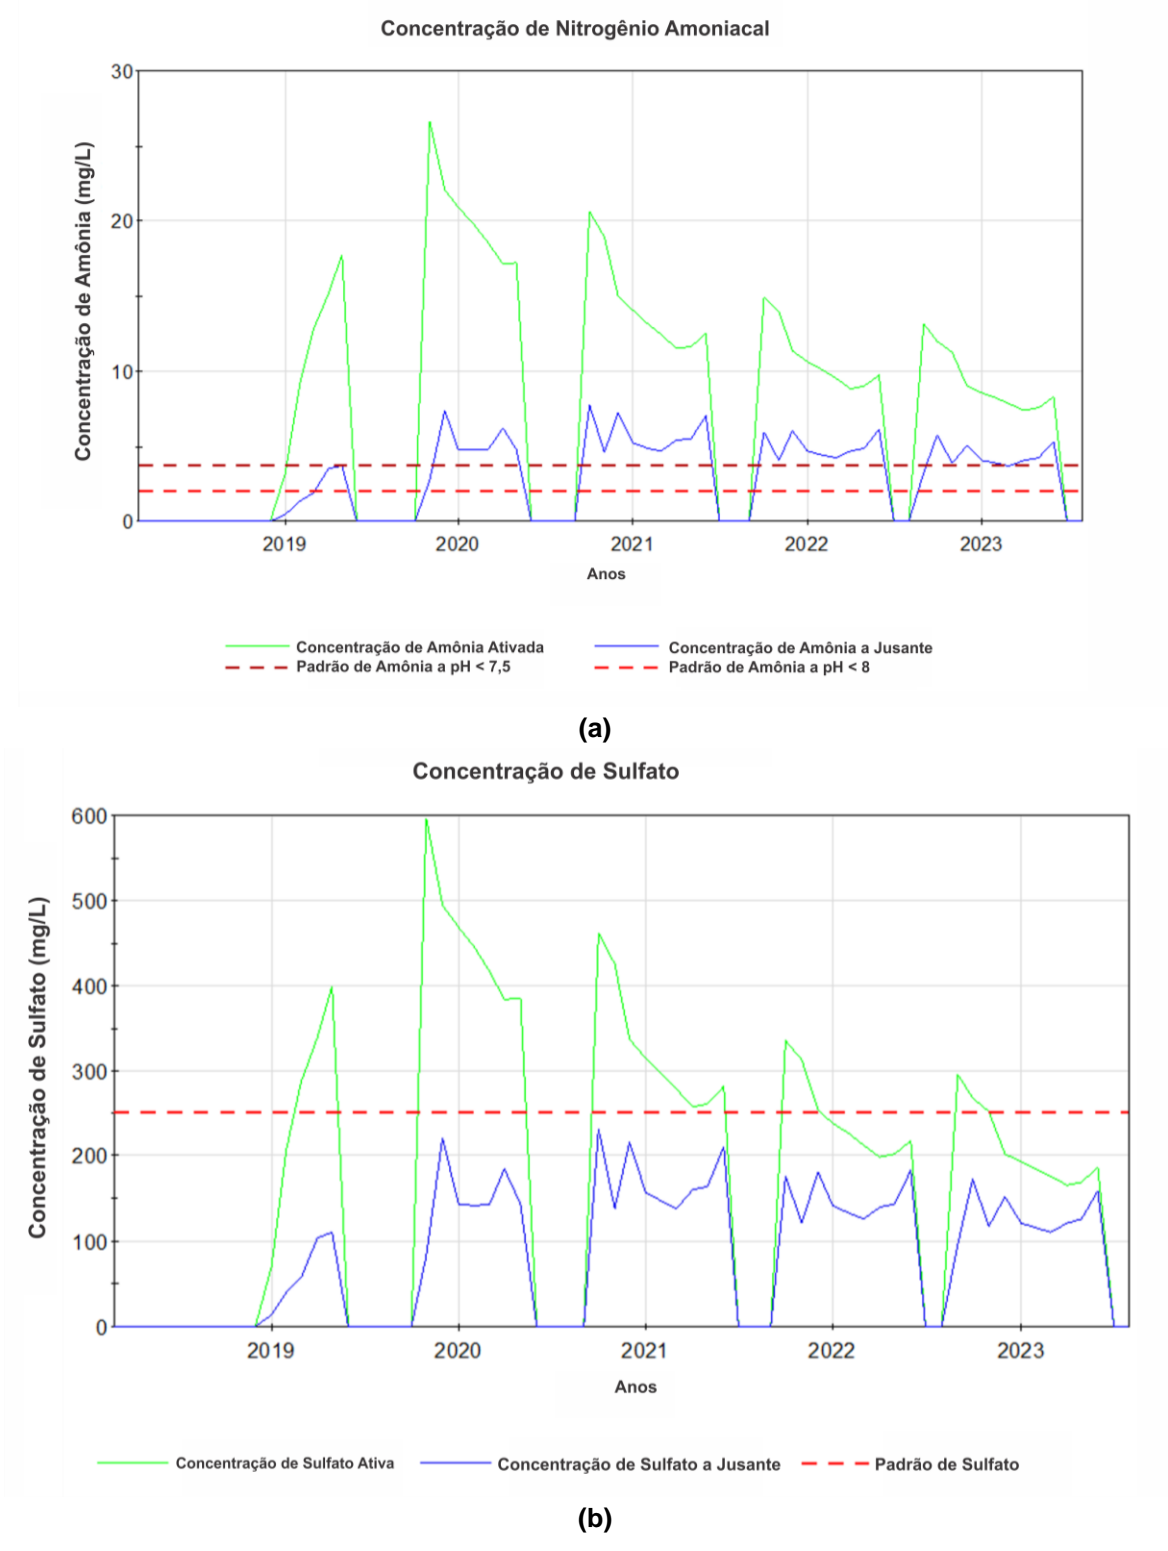 Concentração de Nitrogênio Amoniacal
30
20
10
0
Concentração de Amônia (mg/L)
2019 2020 2021 2022 2023
Anos
Concentração de Amônia Ativada Concentração de Amônia a Jusante
Padrão de Amônia a pH < 7,5 Padrão de Amônia a pH < 8
(a)
Concentração de Sulfato
600
500
400
300
200
100
0
Concentração de Sulfato (mg/L)
2019 2020 2021 2022 2023
Anos
Concentração de Sulfato Ativa Concentração de Sulfato a Jusante Padrão de Sulfato
(b)